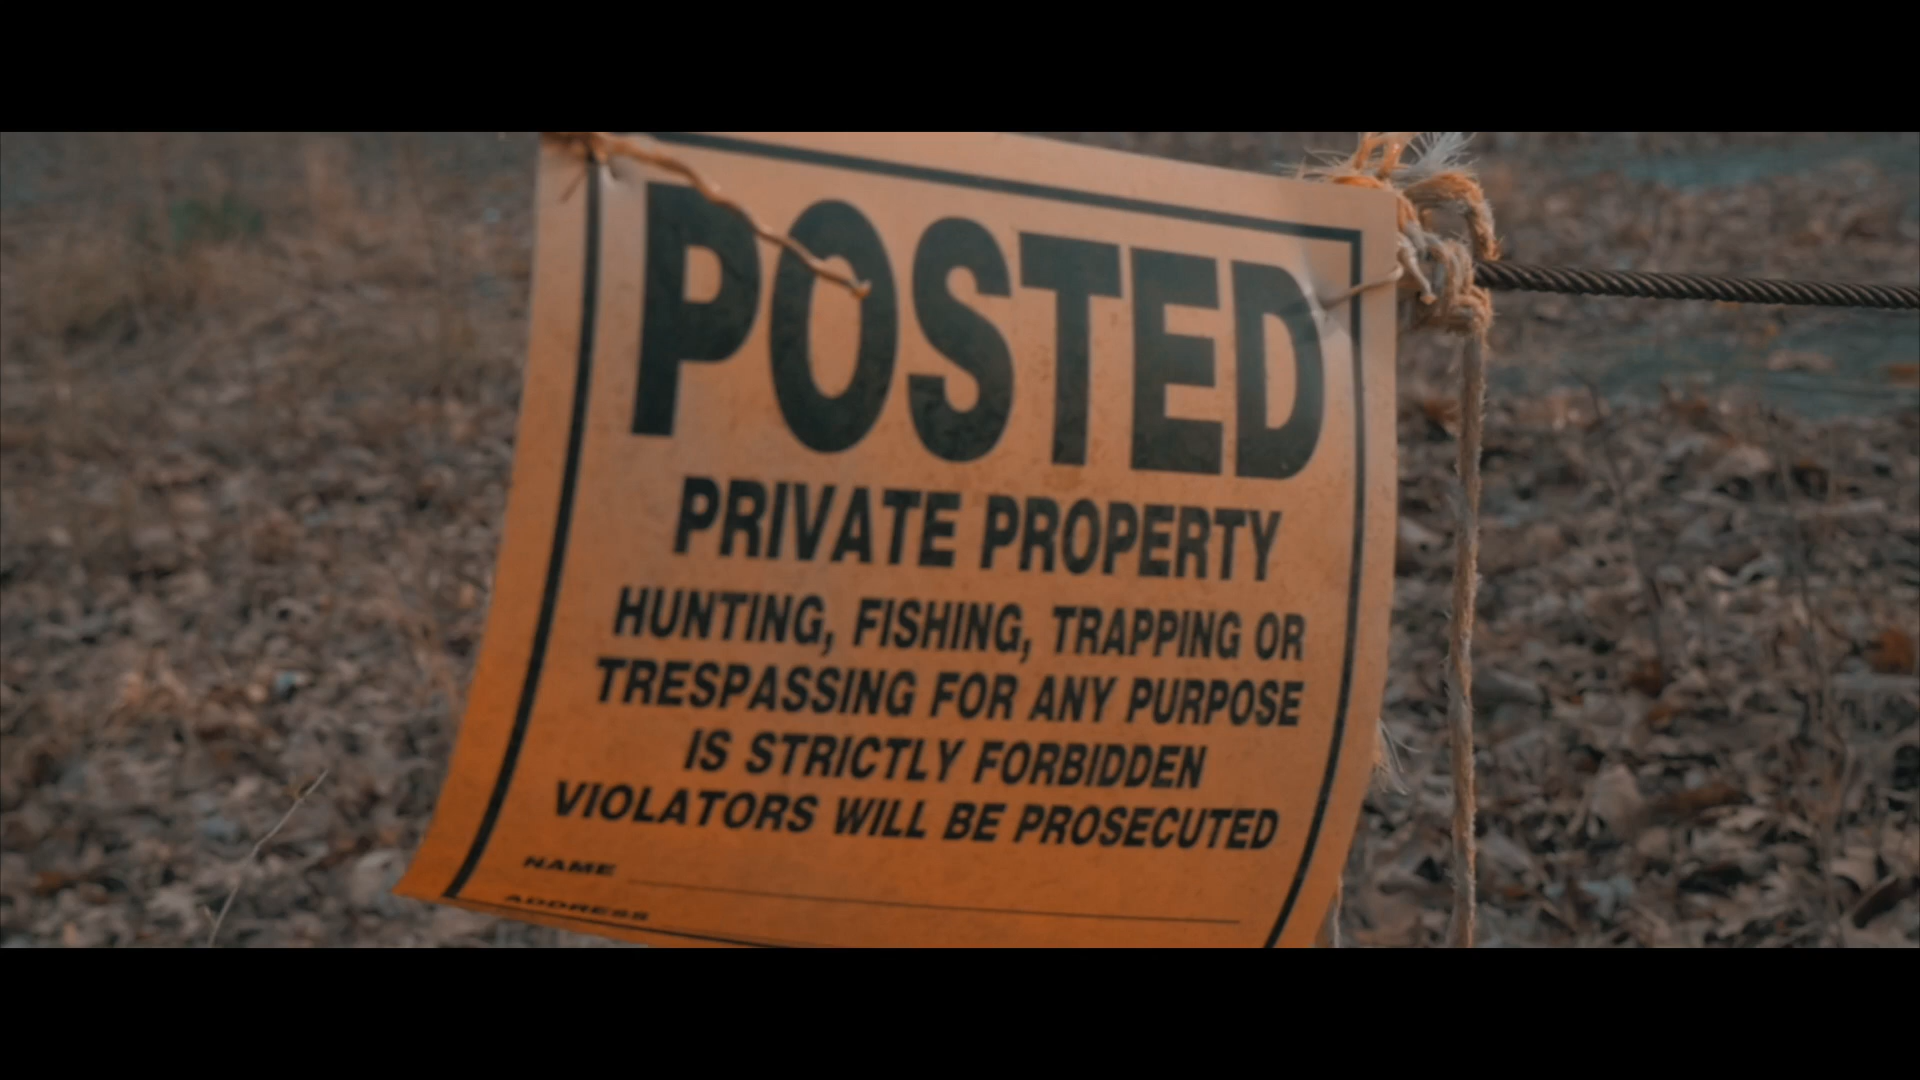 POSTED
PRIVATE PROPERTY
HUNTING, FISHING, TRAPPING OR
TRESPASSING FOR ANY PURPOSE
IS STRICTLY FORBIDDEN
VIOLATORS WILL BE PROSECUTED
NAME
ADDRESS